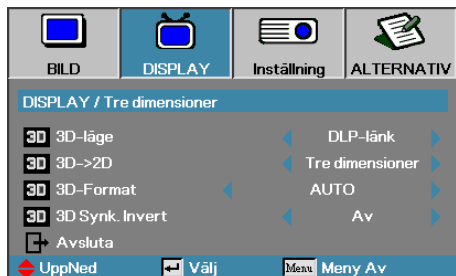 BILD DISPLAY Inställning ALTERNATIV
DISPLAY / Tre dimensioner
3D 3D-läge DLP-länk
3D 3D->2D Tre dimensioner
3D 3D-Format AUTO
3D 3D Synk. Invert Av
Avsluta
UppNed Välj Menu Meny Av